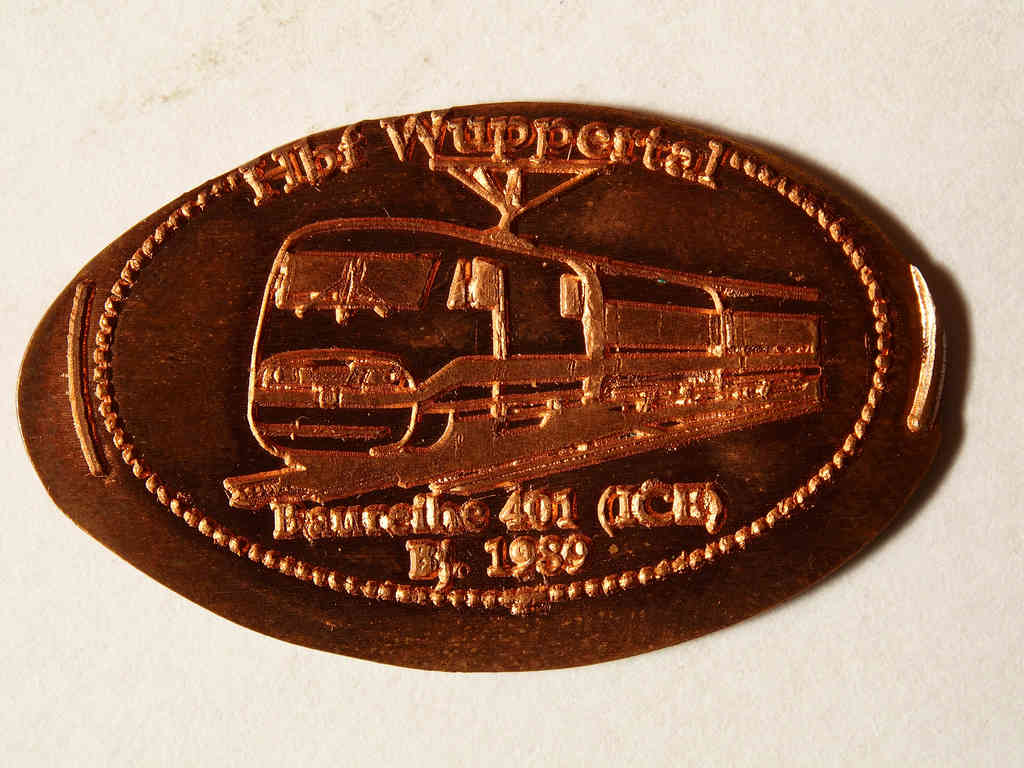 Hbf Wuppertal
Baureihe 401 (ICE)
Bj. 1989